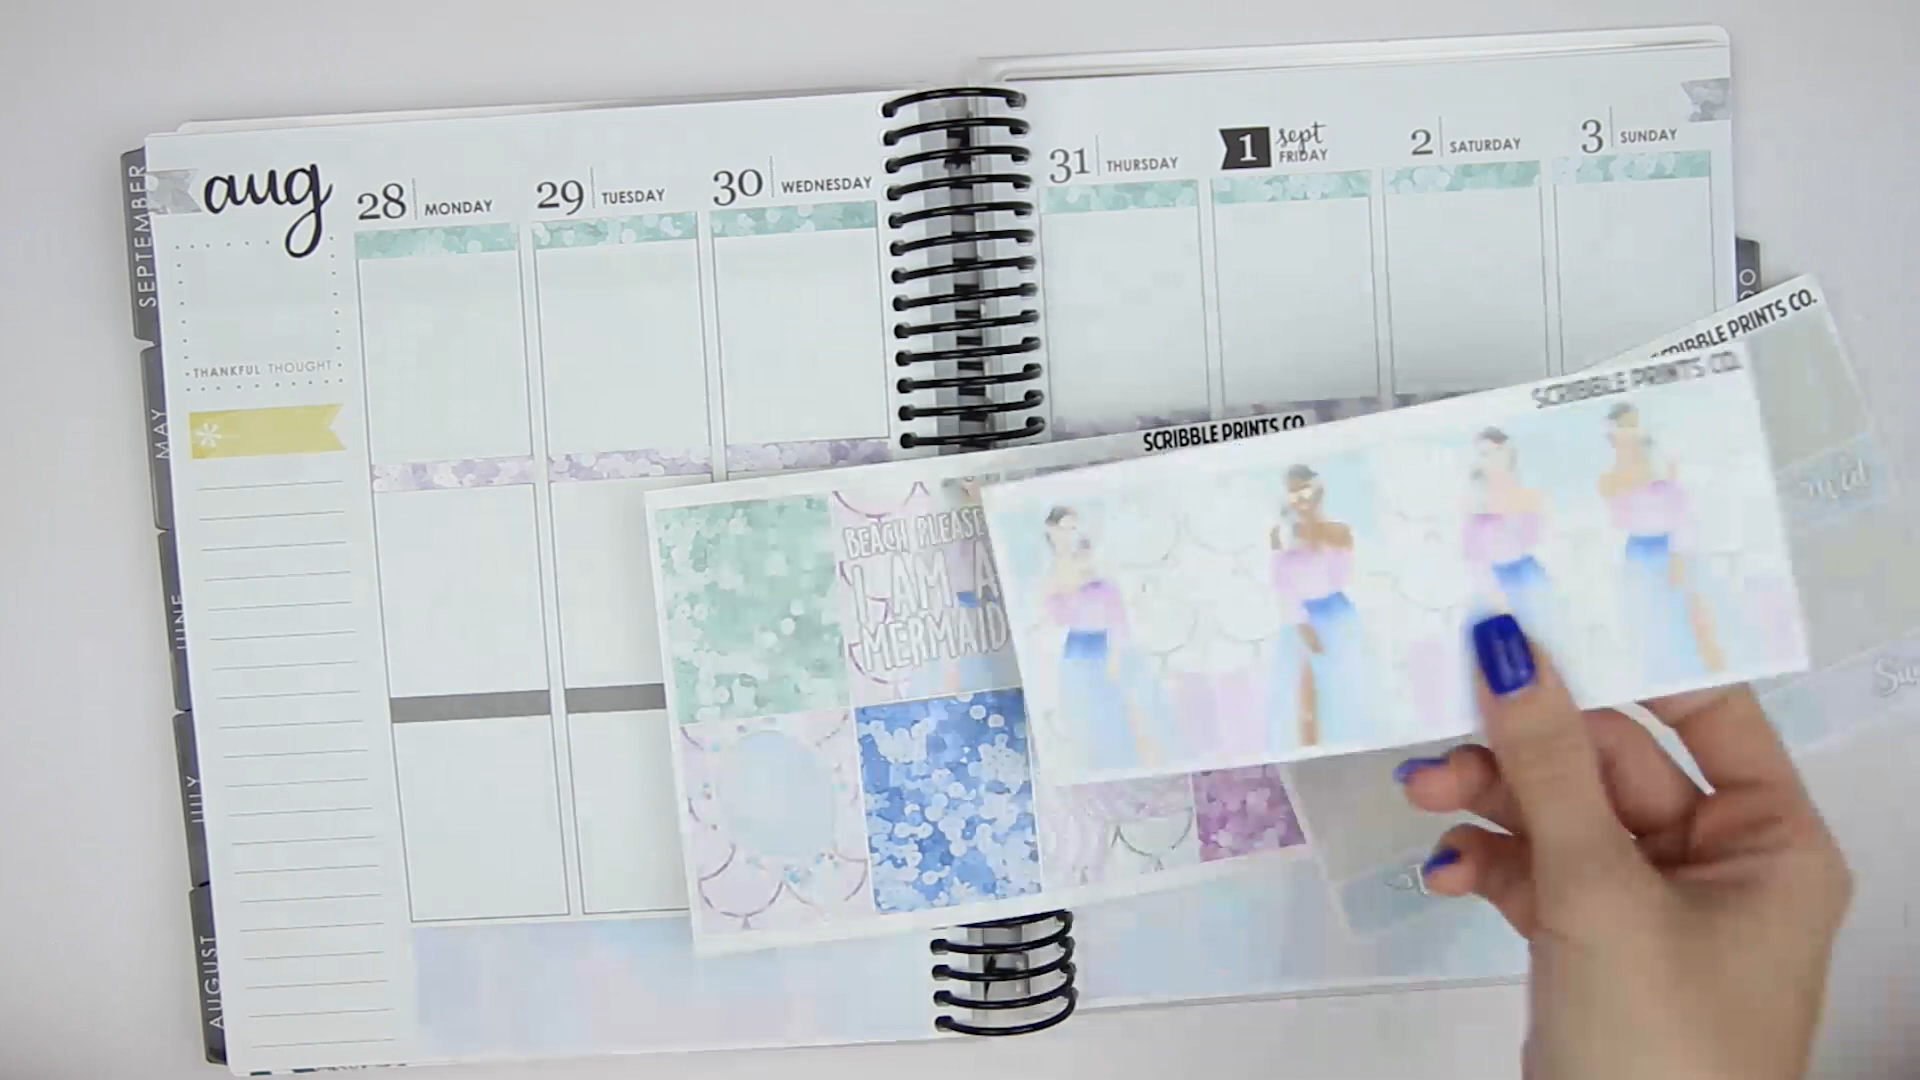 aug
28 MONDAY
29 TUESDAY
30 WEDNESDAY
31 THURSDAY
1 sept FRIDAY
2 SATURDAY
3 SUNDAY
THANKFUL THOUGHT
SEPTEMBER
MAY
JUNE
JULY
AUGUST
SCRIBBLE PRINTS CO.
SCRIBBLE PRINTS CO.
SCRIBBLE PRINTS CO.
BEACH PLEASE
I AM A
MERMAID